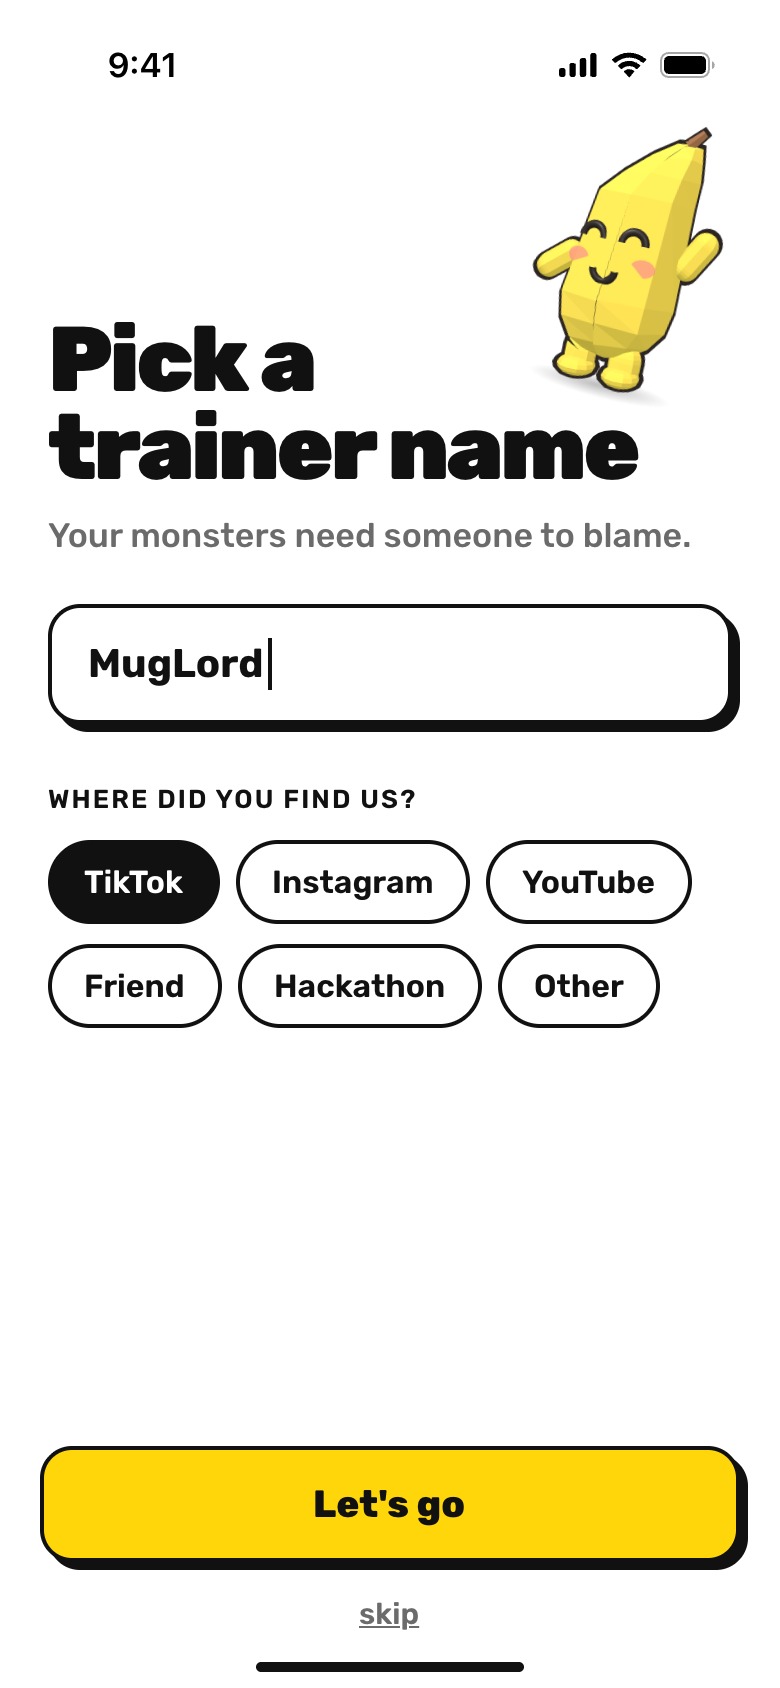 9:41
Pick a
trainer name
Your monsters need someone to blame.
MugLord
WHERE DID YOU FIND US?
TikTok Instagram YouTube
Friend Hackathon Other
Let's go
skip